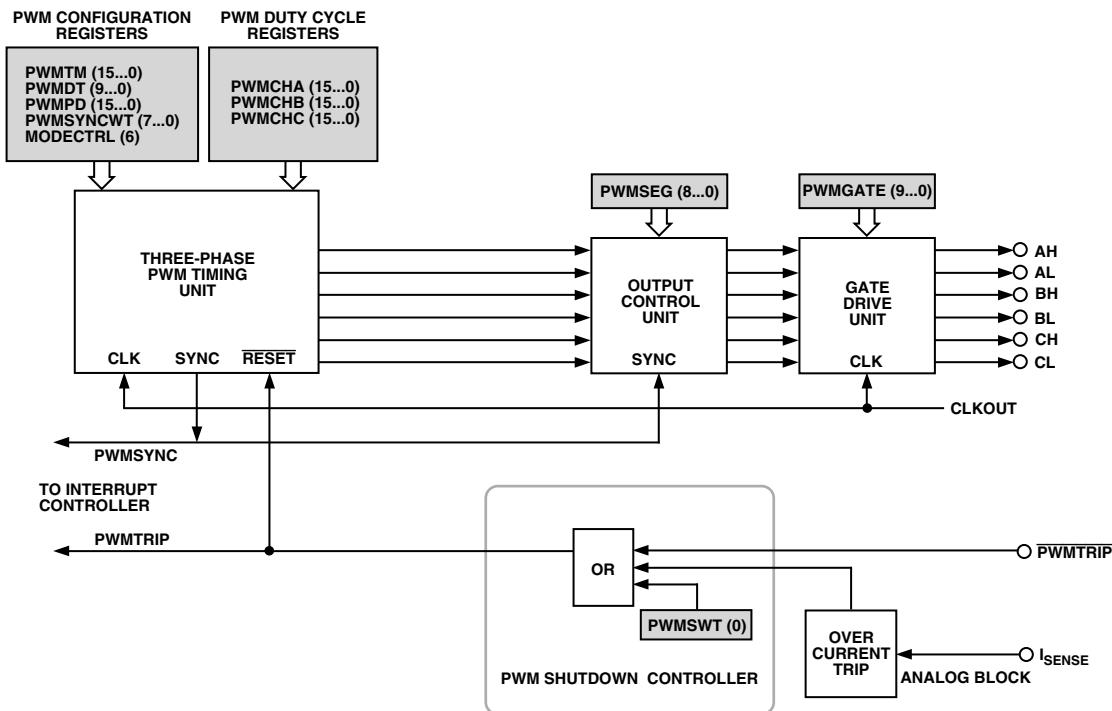 PWM CONFIGURATION
REGISTERS
PWM DUTY CYCLE
REGISTERS
PWMTM (15...0)
PWMDT (9...0)
PWMPD (15...0)
PWMSYNCWT (7...0)
MODECTRL (6)
PWMCHA (15...0)
PWMCHB (15...0)
PWMCHC (15...0)
PWMSEG (8...0)
PWMGATE (9...0)
THREE-PHASE
PWM TIMING
UNIT
CLK
SYNC
RESET
OUTPUT
CONTROL
UNIT
SYNC
GATE
DRIVE
UNIT
CLK
AH
AL
BH
BL
CH
CL
CLKOUT
PWMSYNC
TO INTERRUPT
CONTROLLER
PWMTRIP
OR
PWMTRIP
PWMSWT (0)
OVER
CURRENT
TRIP
ISENSE
ANALOG BLOCK
PWM SHUTDOWN CONTROLLER